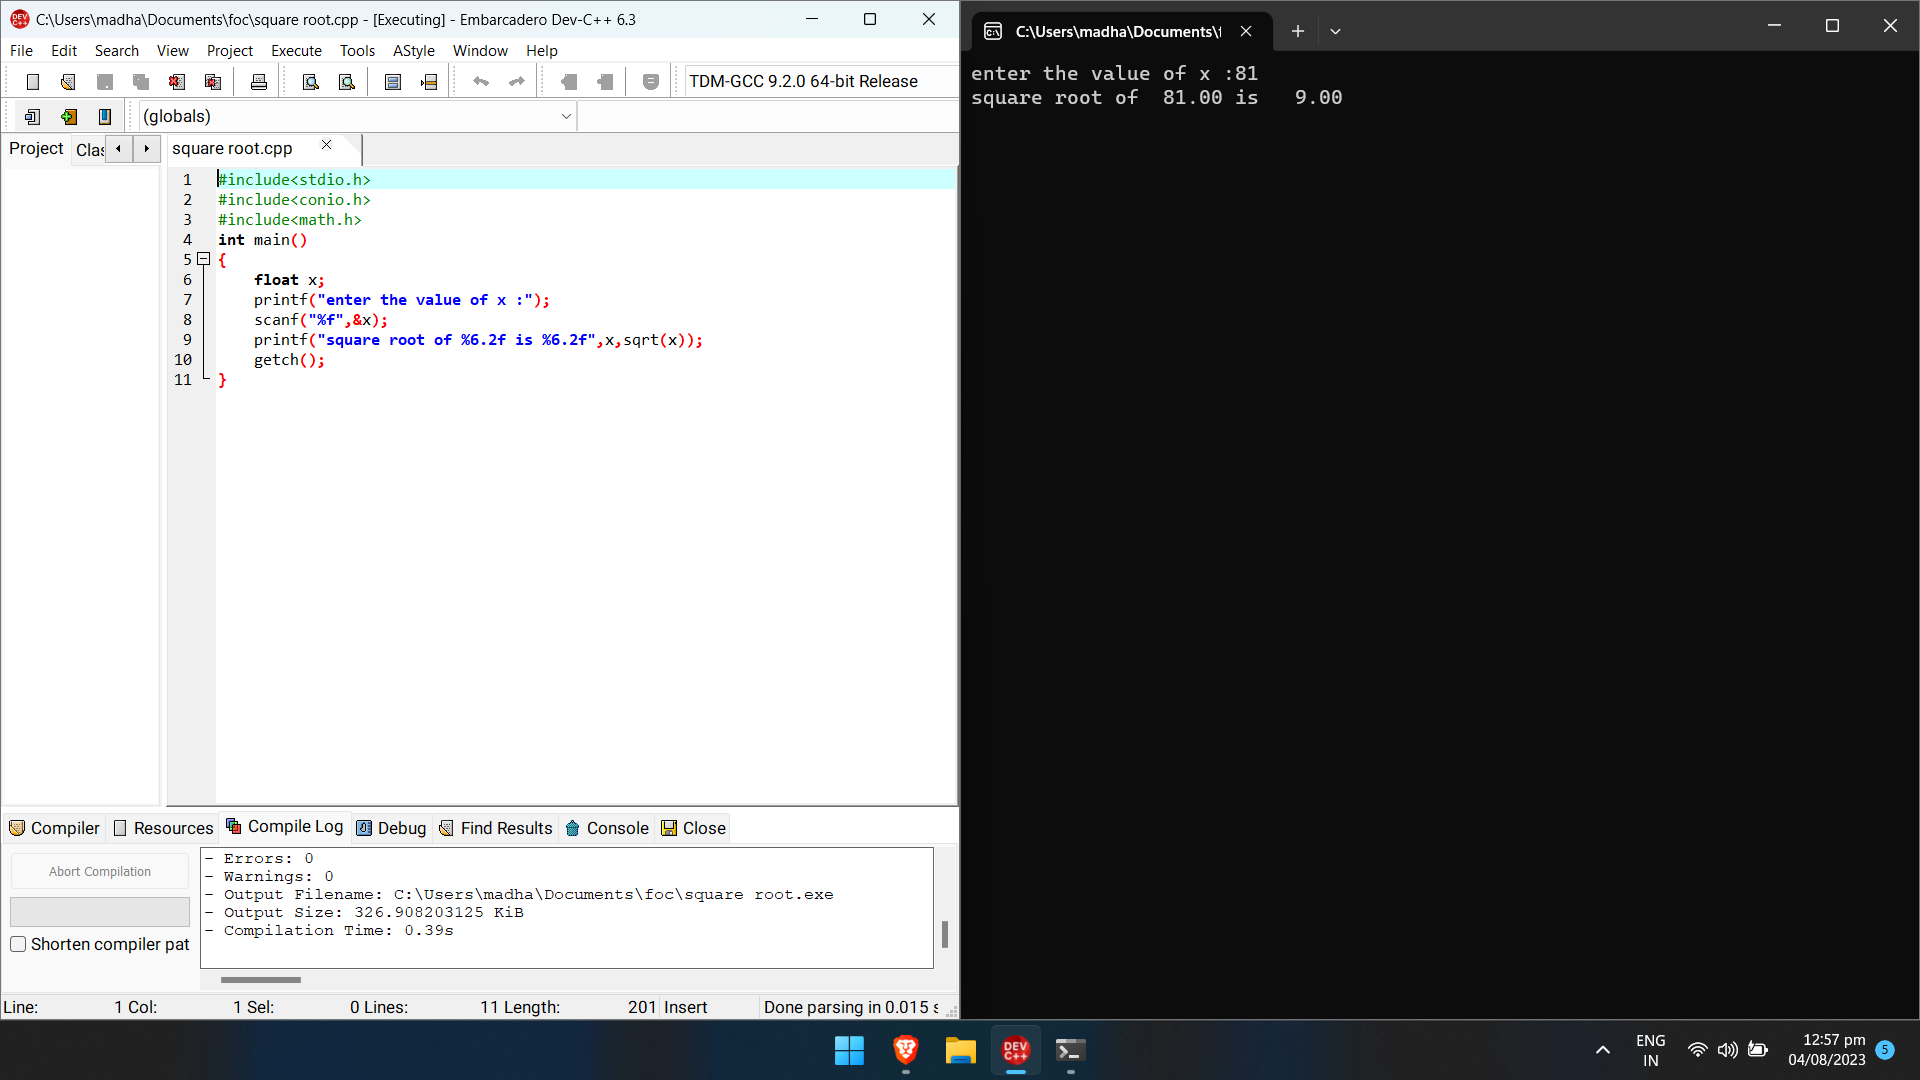 C:\Users\madha\Documents\foc\square root.cpp - [Executing] - Embarcadero Dev-C++ 6.3
File Edit Search View Project Execute Tools AStyle Window Help
TDM-GCC 9.2.0 64-bit Release
(globals)
Project Clas
square root.cpp
1 #include<stdio.h>
2 #include<conio.h>
3 #include<math.h>
4 int main()
5 {
6     float x;
7     printf("enter the value of x :");
8     scanf("%f",&x);
9     printf("square root of %6.2f is %6.2f",x,sqrt(x));
10     getch();
11 }
Compiler Resources Compile Log Debug Find Results Console Close
Abort Compilation
Shorten compiler pat
- Errors: 0
- Warnings: 0
- Output Filename: C:\Users\madha\Documents\foc\square root.exe
- Output Size: 326.908203125 KiB
- Compilation Time: 0.39s
Line: 1 Col: 1 Sel: 0 Lines: 11 Length: 201 Insert Done parsing in 0.015 s
C:\Users\madha\Documents\f
enter the value of x :81
square root of  81.00 is   9.00
DEV C++
ENG
IN
12:57 pm
04/08/2023
5